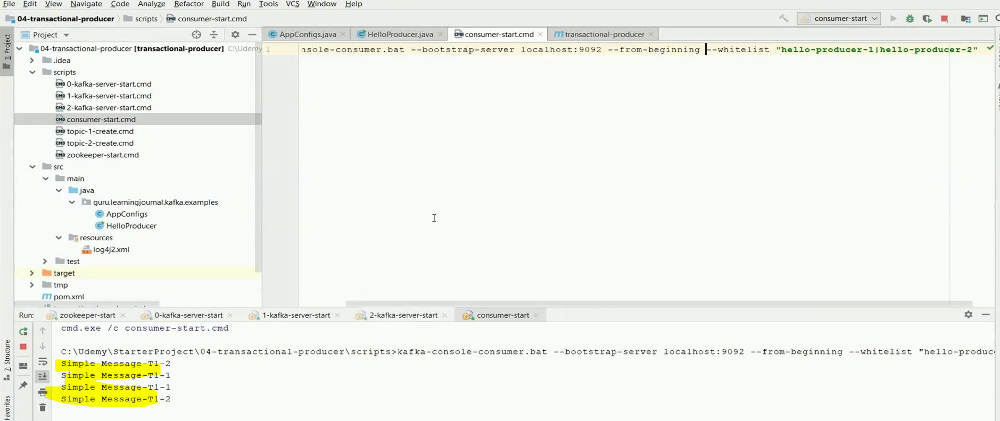 File Edit View Navigate Code Analyze Refactor Build Run Tools VCS Window Help
04-transactional-producer scripts consumer-start.cmd
consumer-start
1: Project
Project
AppConfigs.java
HelloProducer.java
consumer-start.cmd
transactional-producer
04-transactional-producer [transactional-producer] C:\Udemy
.idea
scripts
0-kafka-server-start.cmd
1-kafka-server-start.cmd
2-kafka-server-start.cmd
consumer-start.cmd
topic-1-create.cmd
topic-2-create.cmd
zookeeper-start.cmd
src
main
java
guru.learningjournal.kafka.examples
AppConfigs
HelloProducer
resources
log4j2.xml
test
target
tmp
pom.xml
1 nsole-consumer.bat --bootstrap-server localhost:9092 --from-beginning --whitelist "hello-producer-1|hello-producer-2"
Run: zookeeper-start 0-kafka-server-start 1-kafka-server-start 2-kafka-server-start consumer-start
cmd.exe /c consumer-start.cmd
C:\Udemy\StarterProject\04-transactional-producer\scripts>kafka-console-consumer.bat --bootstrap-server localhost:9092 --from-beginning --whitelist "hello-produc
Simple Message-T1-2
Simple Message-T1-1
Simple Message-T1-1
Simple Message-T1-2
7: Structure
Favorites